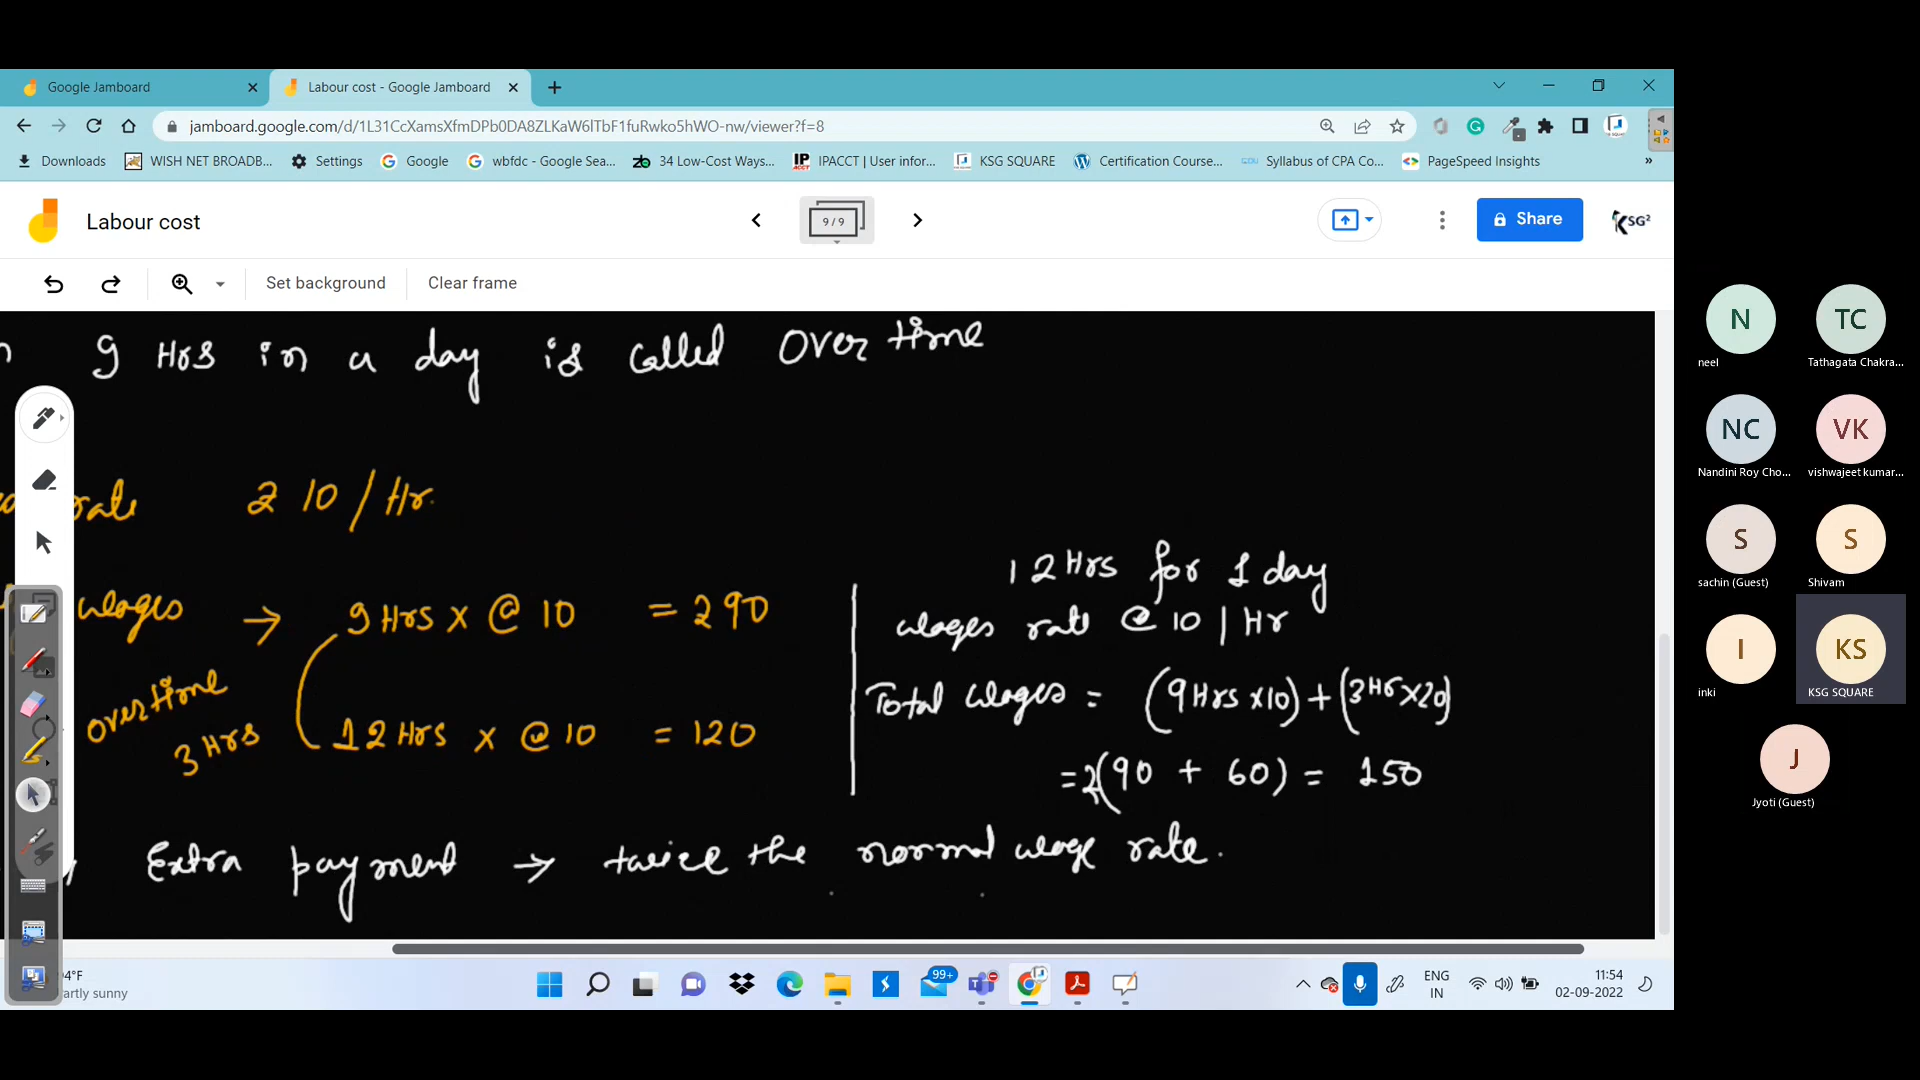 Google Jamboard
Labour cost - Google Jamboard
jamboard.google.com/d/1L31CcXamsXfmDPb0DA8ZLKaW6lTbF1fuRwko5hWO-nw/viewer?f=8
Downloads WISH NET BROADB... Settings Google wbfdc - Google Sea... 34 Low-Cost Ways... IPACCT | User infor... KSG SQUARE Certification Course... Syllabus of CPA Co... PageSpeed Insights »
Labour cost
9 / 9
Share
KSG²
Set background Clear frame
9 Hrs in a day is called Over time
rate 2 10 / Hr.
wages → 9 Hrs x @ 10 = 290
overtime
3 Hrs
12 Hrs x @ 10 = 120
12 Hrs for 1 day
wages rate @ 10 | Hr
Total wages = (9 Hrs x 10) + (3 Hr x 20)
= 2(90 + 60) = 150
Extra payment → twice the normal wage rate.
N
neel
TC
Tathagata Chakra...
NC
Nandini Roy Cho...
VK
vishwajeet kumar...
S
sachin (Guest)
S
Shivam
I
inki
KS
KSG SQUARE
J
Jyoti (Guest)
94°F
artly sunny
99+
ENG
IN
11:54
02-09-2022